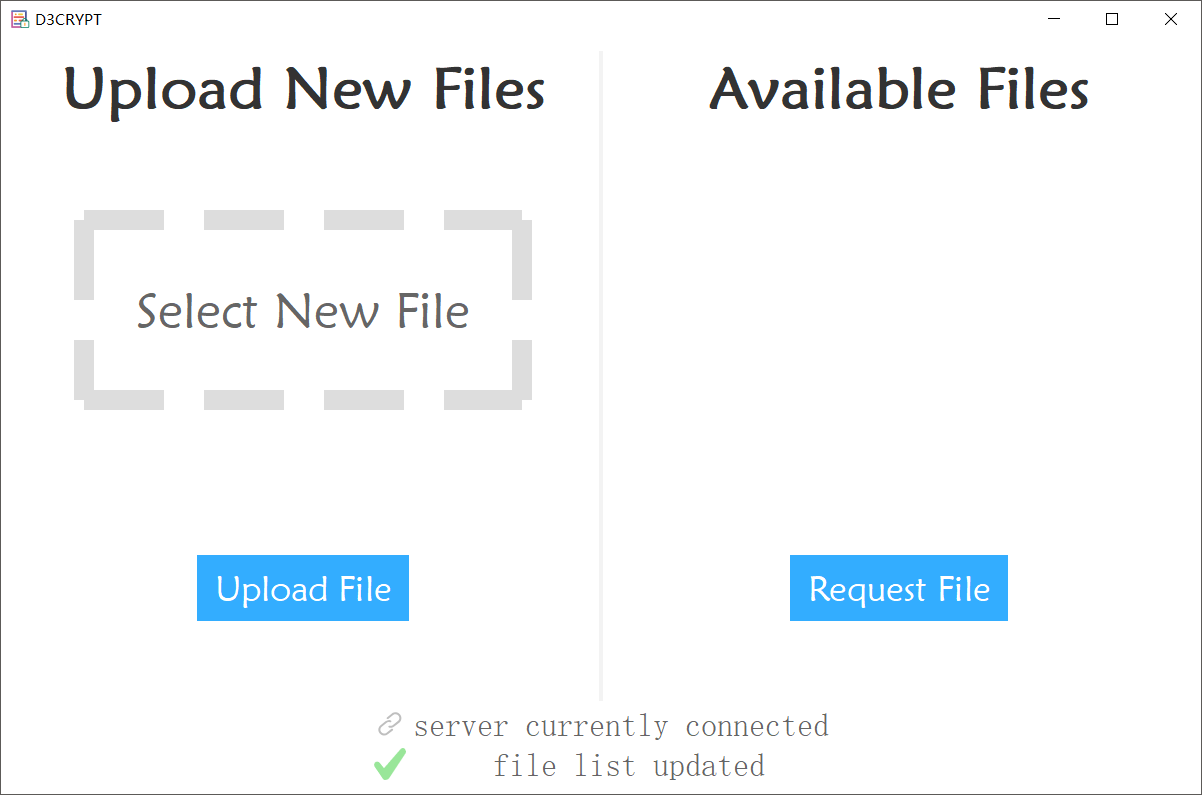 D3CRYPT
Upload New Files
Select New File
Upload File
Available Files
Request File
server currently connected
file list updated